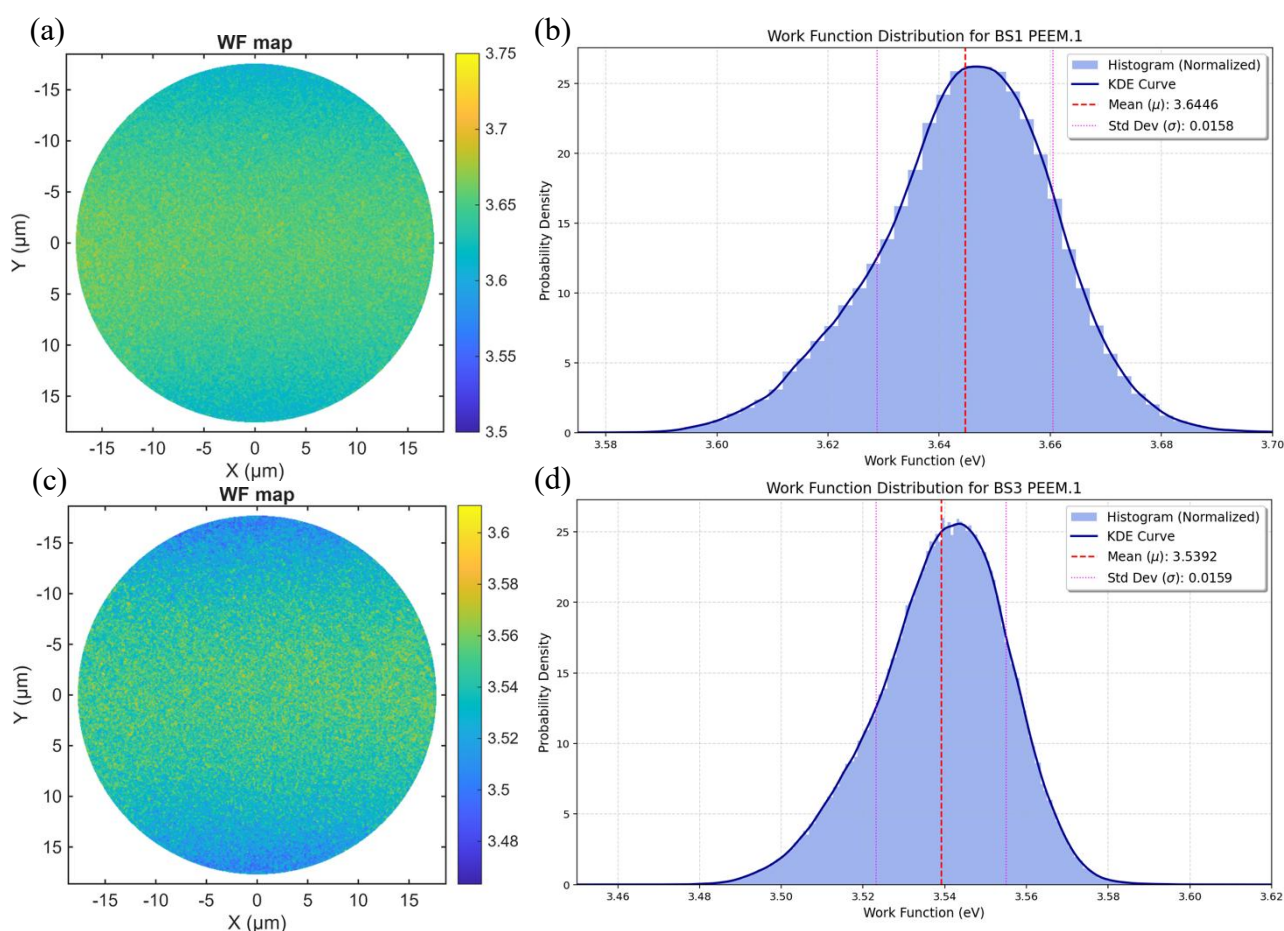 (a)
WF map
-15
-10
-5
0
5
10
15
Y (μm)
-15 -10 -5 0 5 10 15
X (μm)
3.75
3.7
3.65
3.6
3.55
3.5
(b)
Work Function Distribution for BS1 PEEM.1
Histogram (Normalized)
KDE Curve
Mean (μ): 3.6446
Std Dev (σ): 0.0158
25
20
15
10
5
0
Probability Density
3.58 3.60 3.62 3.64 3.66 3.68 3.70
Work Function (eV)
(c)
WF map
-15
-10
-5
0
5
10
15
Y (μm)
-15 -10 -5 0 5 10 15
X (μm)
3.6
3.58
3.56
3.54
3.52
3.5
3.48
(d)
Work Function Distribution for BS3 PEEM.1
Histogram (Normalized)
KDE Curve
Mean (μ): 3.5392
Std Dev (σ): 0.0159
25
20
15
10
5
0
Probability Density
3.46 3.48 3.50 3.52 3.54 3.56 3.58 3.60 3.62
Work Function (eV)